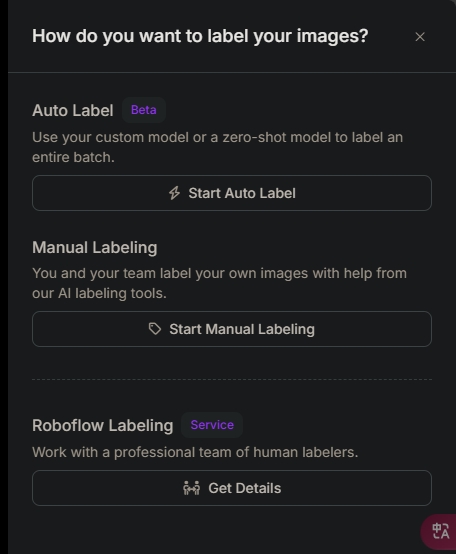 How do you want to label your images?
Auto Label Beta
Use your custom model or a zero-shot model to label an
entire batch.
Start Auto Label
Manual Labeling
You and your team label your own images with help from
our AI labeling tools.
Start Manual Labeling
Roboflow Labeling Service
Work with a professional team of human labelers.
Get Details
中A